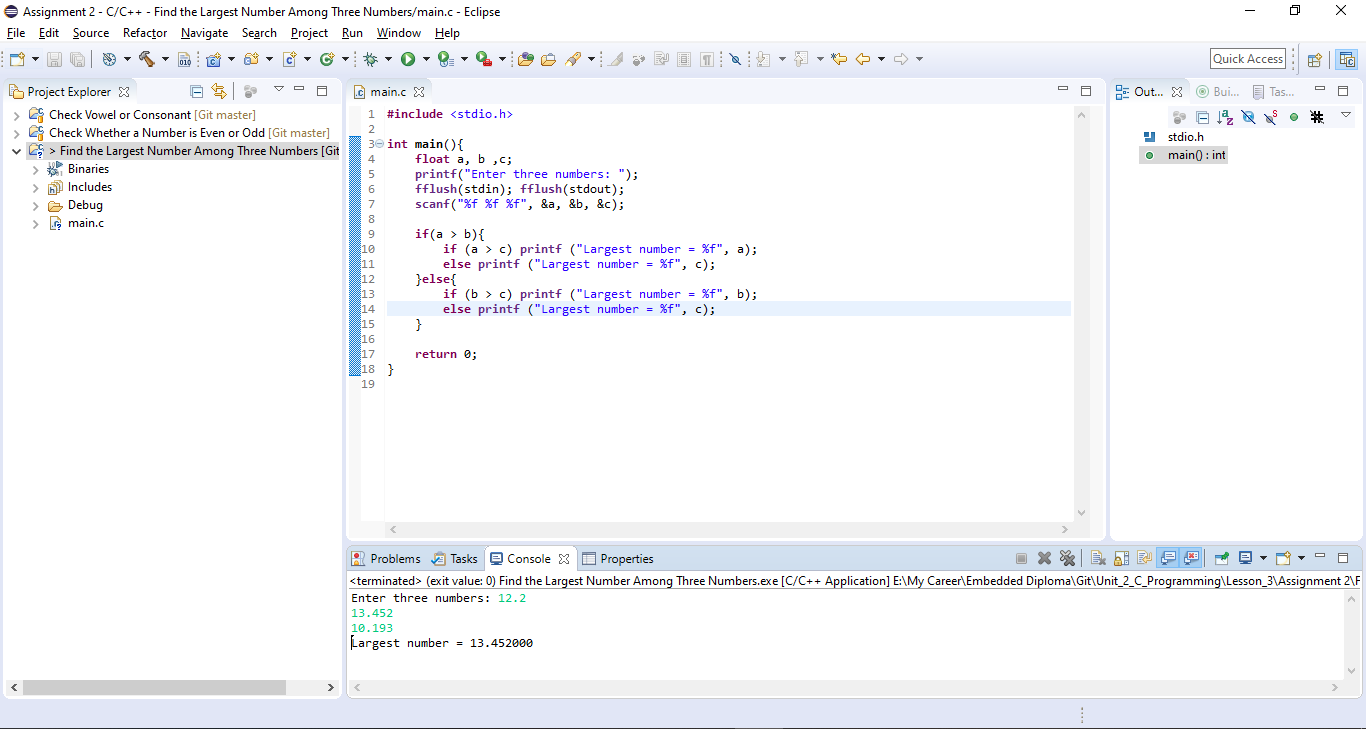 Assignment 2 - C/C++ - Find the Largest Number Among Three Numbers/main.c - Eclipse
File Edit Source Refactor Navigate Search Project Run Window Help
Quick Access
Project Explorer
Check Vowel or Consonant [Git master]
Check Whether a Number is Even or Odd [Git master]
> Find the Largest Number Among Three Numbers [Git
Binaries
Includes
Debug
main.c
main.c
1 #include <stdio.h>
2
3 int main(){
4 float a, b ,c;
5 printf("Enter three numbers: ");
6 fflush(stdin); fflush(stdout);
7 scanf("%f %f %f", &a, &b, &c);
8
9 if(a > b){
10 if (a > c) printf ("Largest number = %f", a);
11 else printf ("Largest number = %f", c);
12 }else{
13 if (b > c) printf ("Largest number = %f", b);
14 else printf ("Largest number = %f", c);
15 }
16
17 return 0;
18 }
19
Out... Bui... Tas...
stdio.h
main() : int
Problems Tasks Console Properties
<terminated> (exit value: 0) Find the Largest Number Among Three Numbers.exe [C/C++ Application] E:\My Career\Embedded Diploma\Git\Unit_2_C_Programming\Lesson_3\Assignment 2\F
Enter three numbers: 12.2
13.452
10.193
Largest number = 13.452000